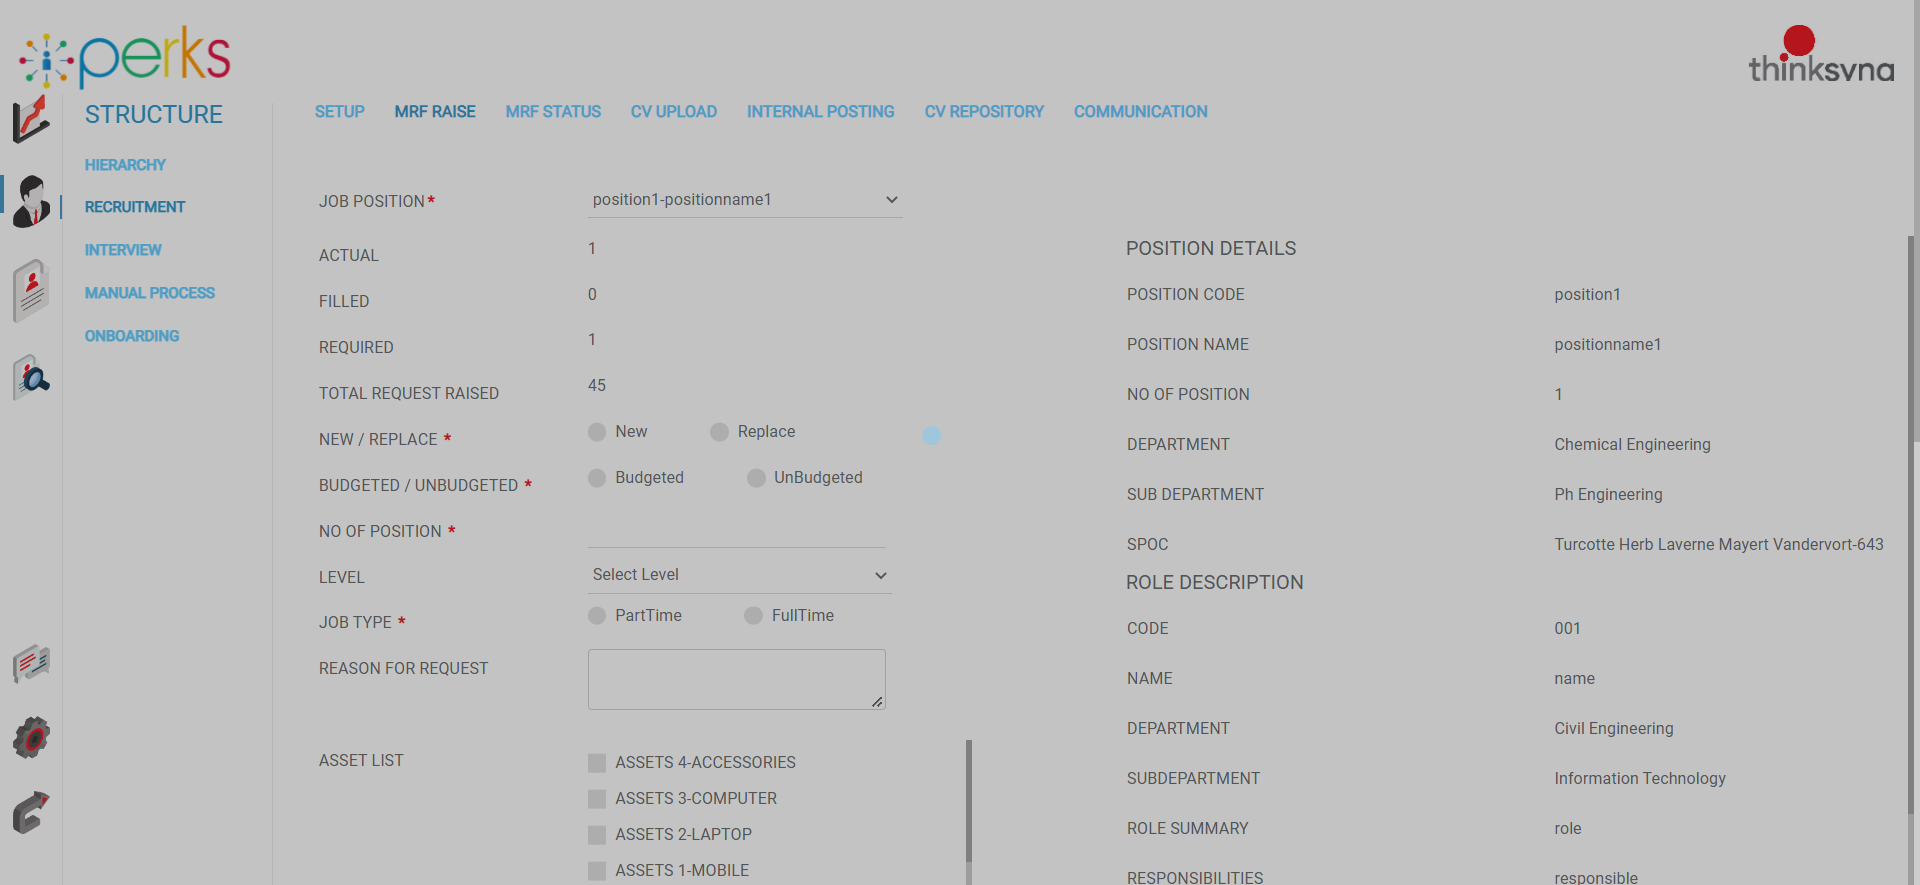 perks
thinksvna
STRUCTURE
HIERARCHY
RECRUITMENT
INTERVIEW
MANUAL PROCESS
ONBOARDING
SETUP MRF RAISE MRF STATUS CV UPLOAD INTERNAL POSTING CV REPOSITORY COMMUNICATION
JOB POSITION* position1-positionname1
ACTUAL 1
FILLED 0
REQUIRED 1
TOTAL REQUEST RAISED 45
NEW / REPLACE * New Replace
BUDGETED / UNBUDGETED * Budgeted UnBudgeted
NO OF POSITION *
LEVEL Select Level
JOB TYPE * PartTime FullTime
REASON FOR REQUEST
ASSET LIST ASSETS 4-ACCESSORIES
ASSETS 3-COMPUTER
ASSETS 2-LAPTOP
ASSETS 1-MOBILE
POSITION DETAILS
POSITION CODE position1
POSITION NAME positionname1
NO OF POSITION 1
DEPARTMENT Chemical Engineering
SUB DEPARTMENT Ph Engineering
SPOC Turcotte Herb Laverne Mayert Vandervort-643
ROLE DESCRIPTION
CODE 001
NAME name
DEPARTMENT Civil Engineering
SUBDEPARTMENT Information Technology
ROLE SUMMARY role
RESPONSIBILITIES responsible